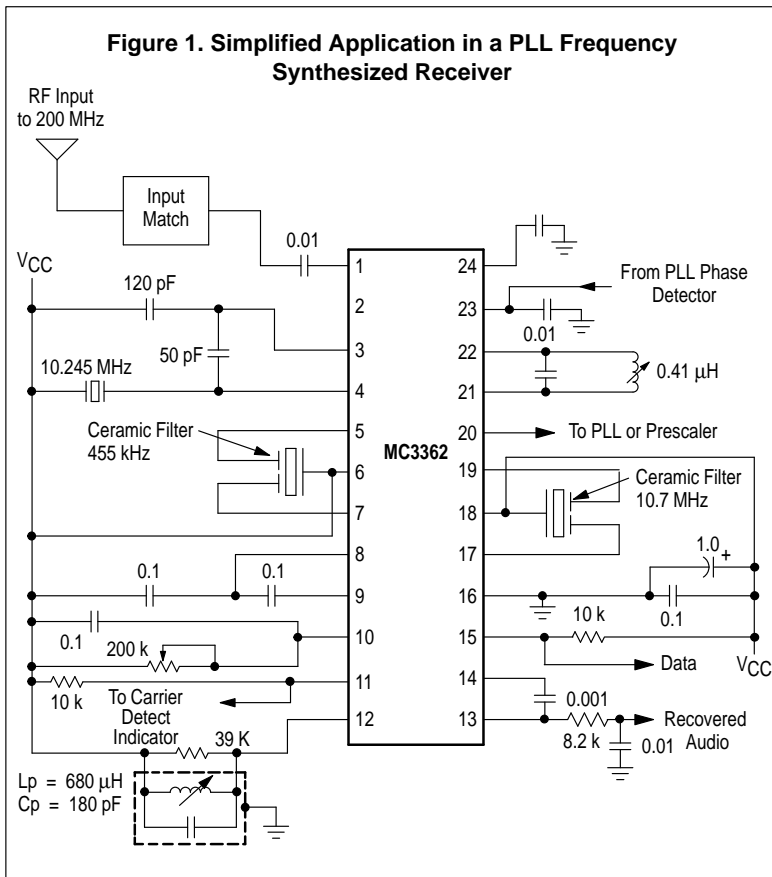 Figure 1. Simplified Application in a PLL Frequency
Synthesized Receiver
RF Input
to 200 MHz
Input
Match
0.01
VCC
120 pF
50 pF
10.245 MHz
Ceramic Filter
455 kHz
0.1
0.1
0.1
200 k
10 k
To Carrier
Detect
Indicator
39 K
Lp = 680 µH
Cp = 180 pF
1
2
3
4
5
6
7
8
9
10
11
12
MC3362
24
23
22
21
20
19
18
17
16
15
14
13
From PLL Phase
Detector
0.01
0.41 µH
To PLL or Prescaler
Ceramic Filter
10.7 MHz
1.0
+
0.1
10 k
Data
VCC
0.001
8.2 k
0.01
Recovered
Audio